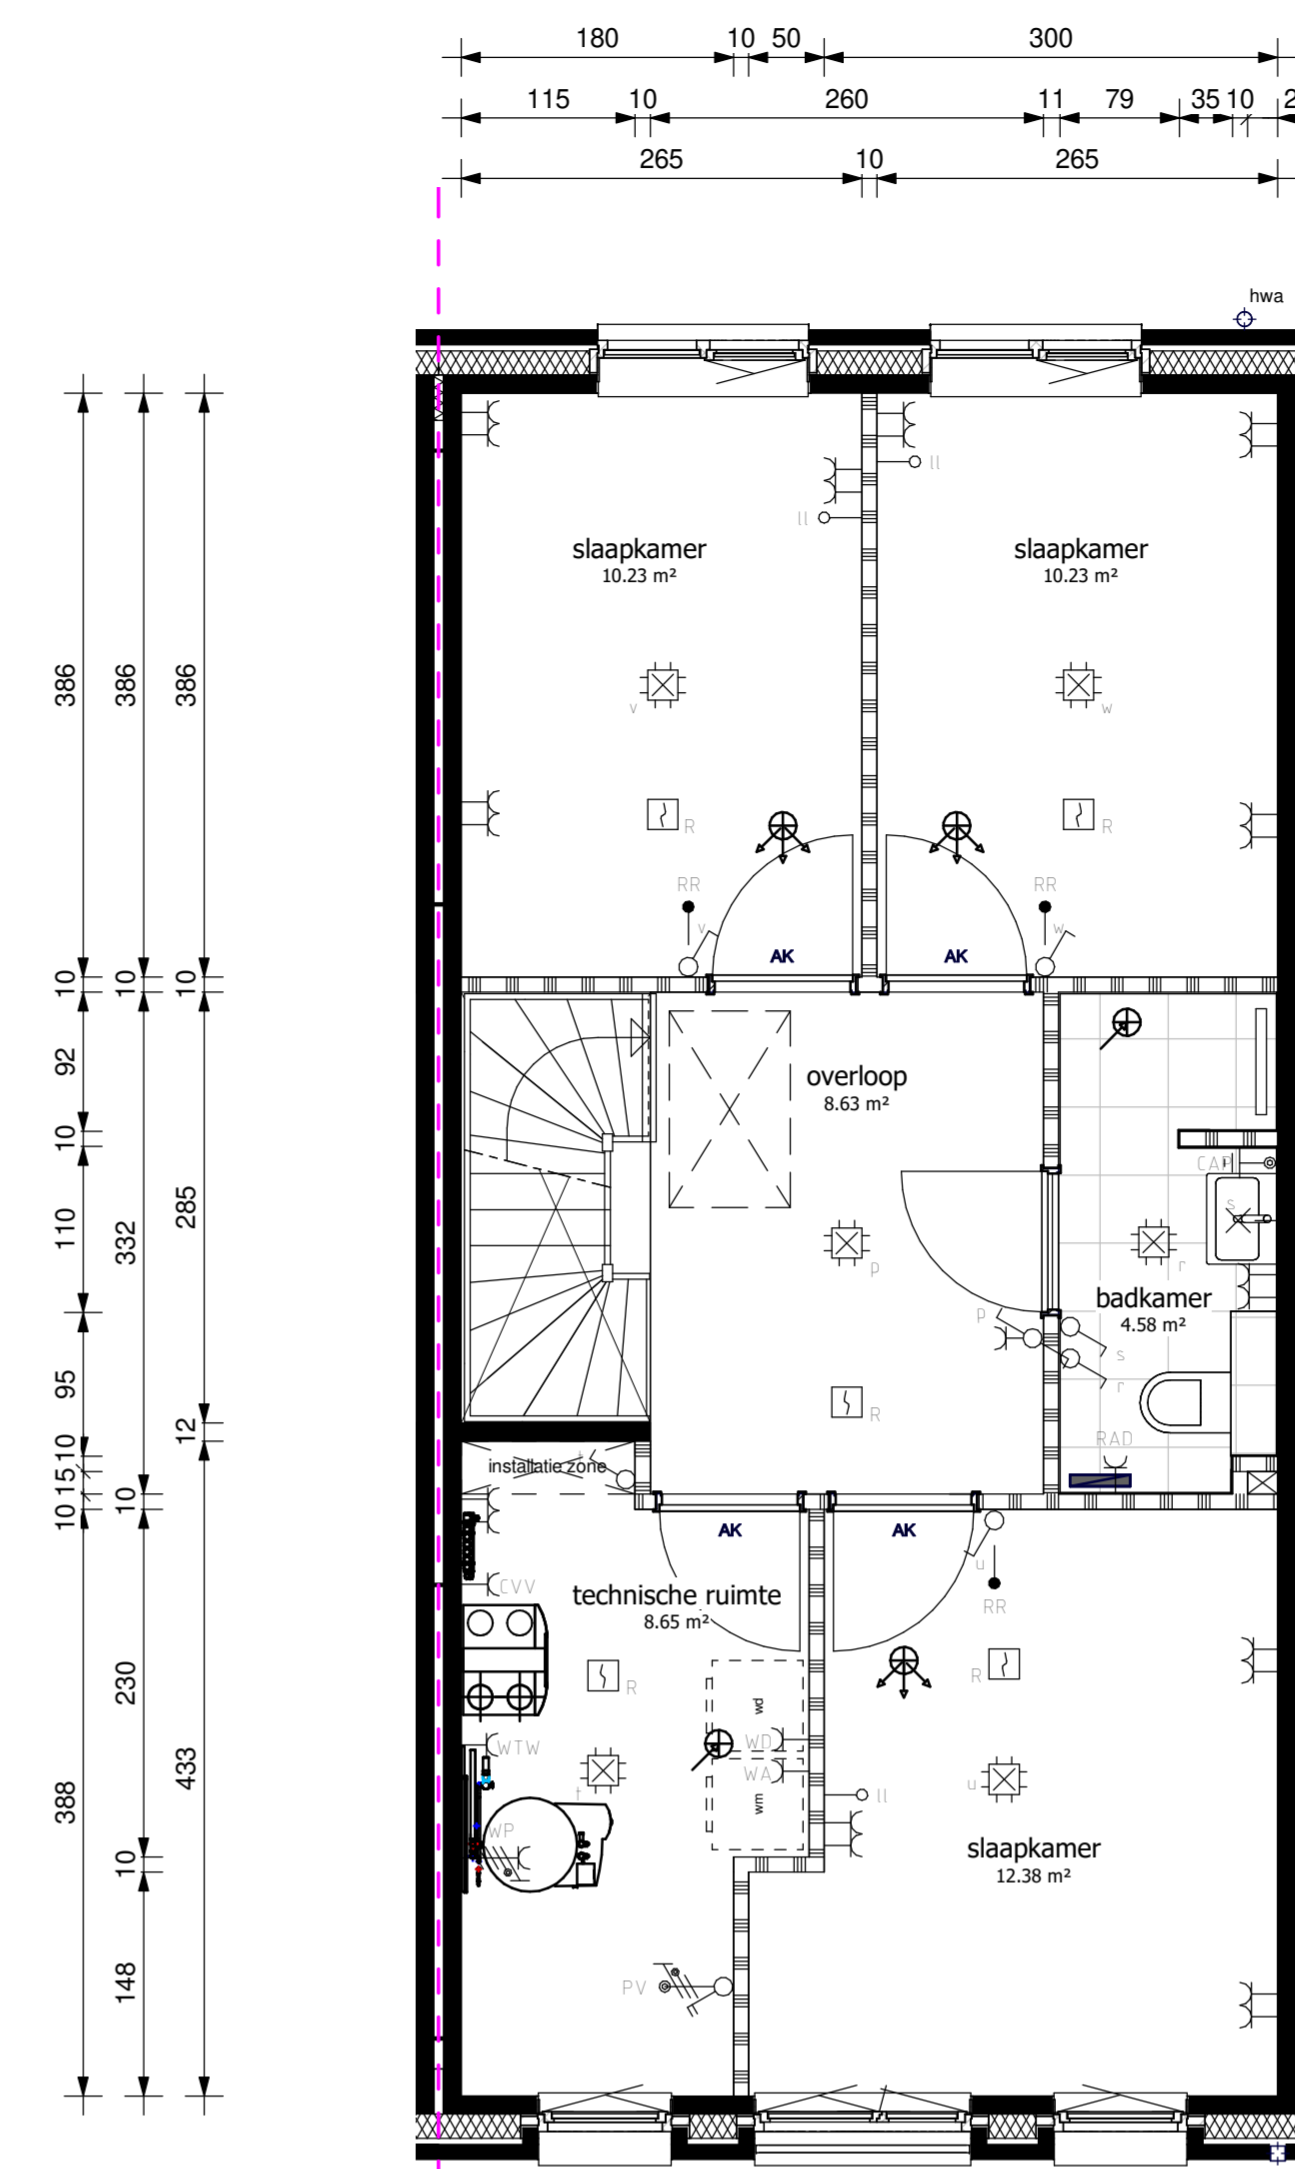 180 10 50 300
115 10 260 11 79 35 10 2
265 10 265
hwa
ll
ll
slaapkamer
10.23 m²
slaapkamer
10.23 m²
386 386 386
v w
R R
RR RR
v w
AK AK
10 10 10
92
overloop
8.63 m²
10
CAP
s
110 332 285
p r
badkamer
4.58 m²
p
s
r
95
R
12
RAD
10
installatie zone
t
15
10 10
AK AK
u
CVV
technische ruimte
8.65 m²
RR
R R
230
wd
WD
WTW
WA
433
t
wm
u
ll
388
WP
slaapkamer
12.38 m²
10
148
PV